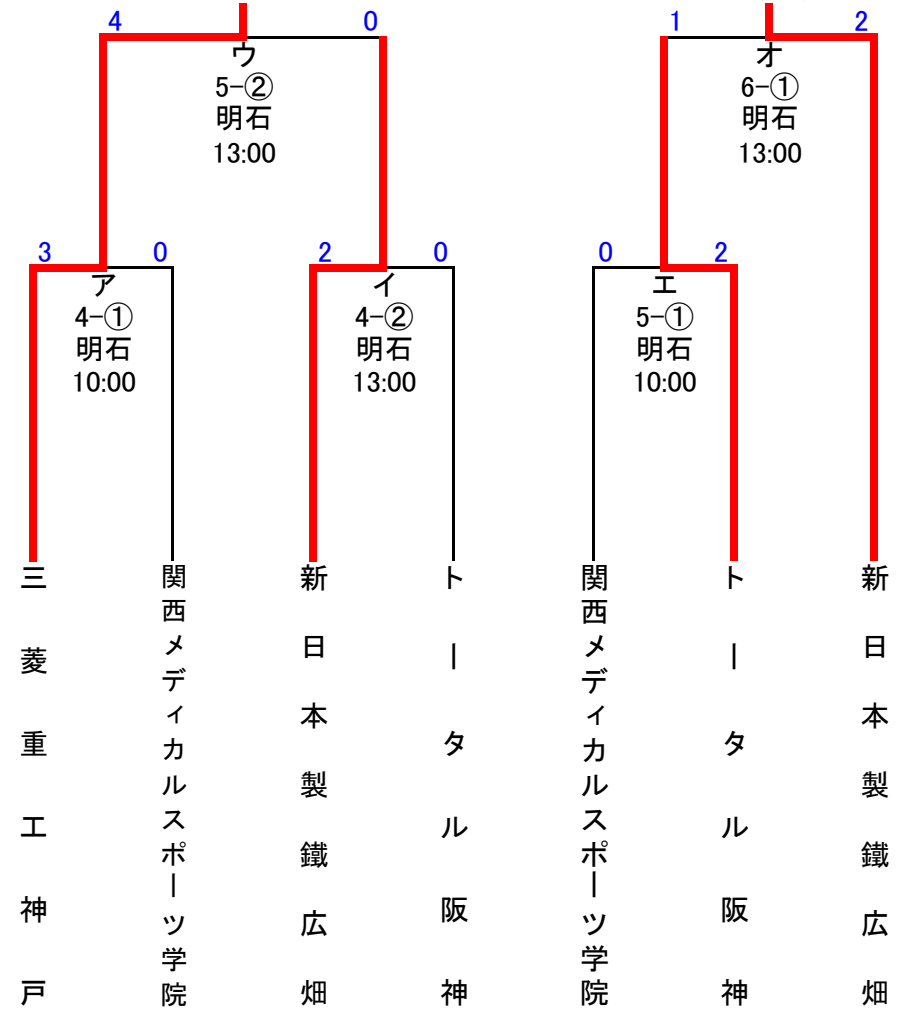 4 0 1 2
ウ オ
5-② 6-①
明石 明石
13:00 13:00
3 0 2 0 0 2
ア イ エ
4-① 4-② 5-①
明石 明石 明石
10:00 13:00 10:00
三菱重工神戸
関西メディカルスポーツ学院
新日本製鐵広畑
トータル阪神
関西メディカルスポーツ学院
トータル阪神
新日本製鐵広畑